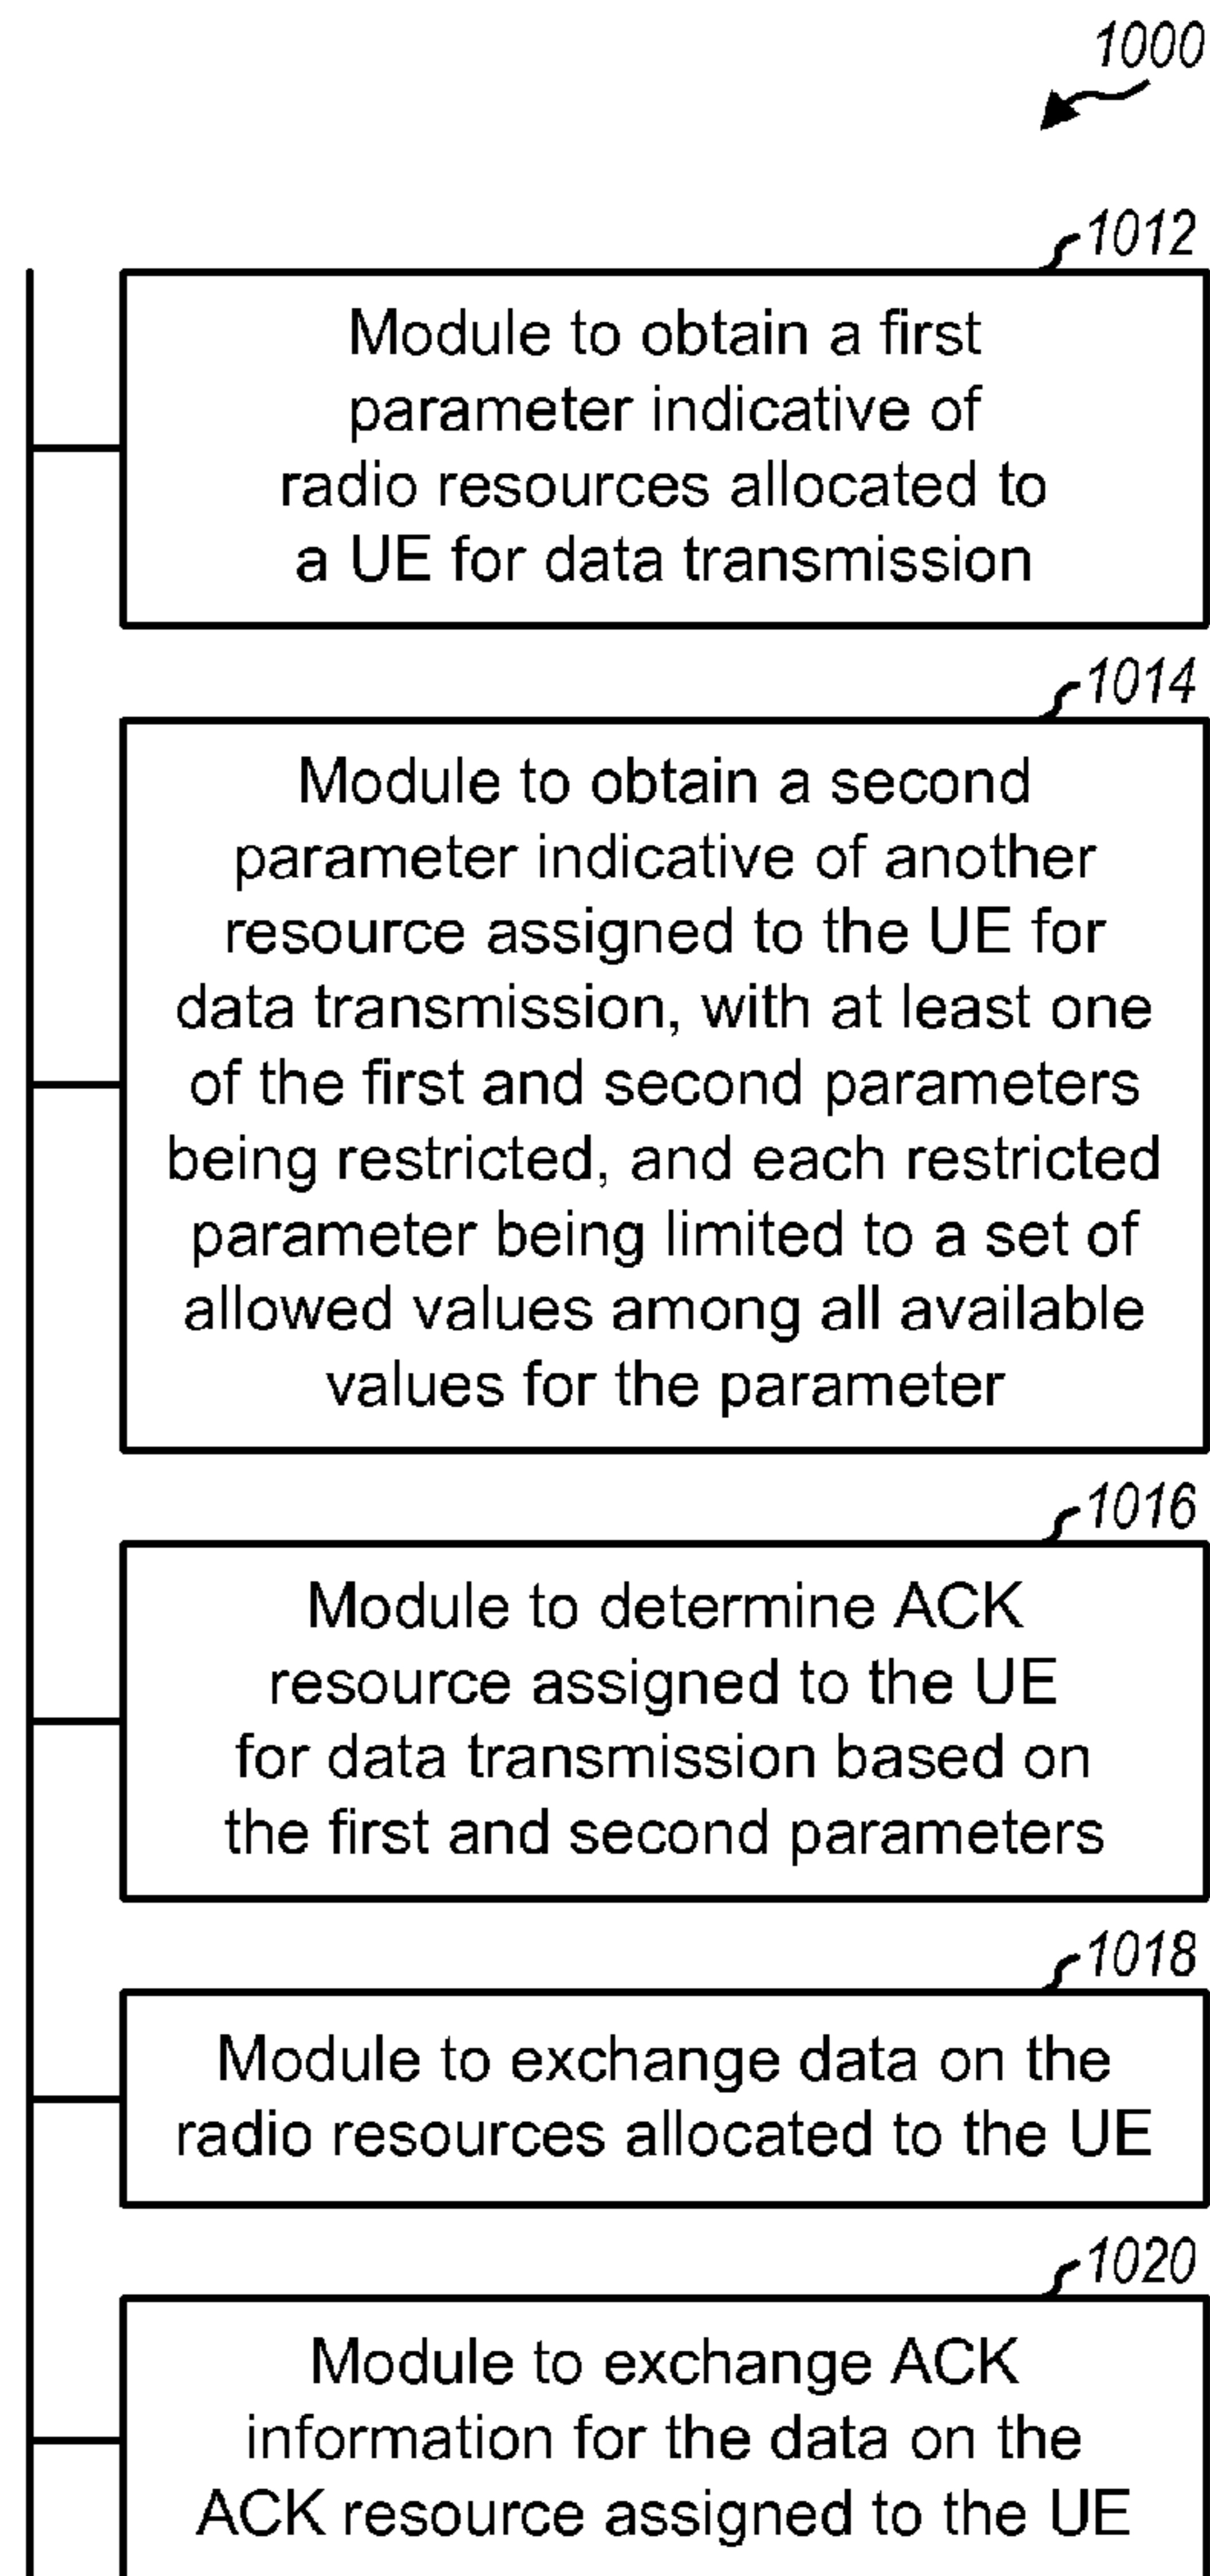 1000
1012
Module to obtain a first
parameter indicative of
radio resources allocated to
a UE for data transmission
1014
Module to obtain a second
parameter indicative of another
resource assigned to the UE for
data transmission, with at least one
of the first and second parameters
being restricted, and each restricted
parameter being limited to a set of
allowed values among all available
values for the parameter
1016
Module to determine ACK
resource assigned to the UE
for data transmission based on
the first and second parameters
1018
Module to exchange data on the
radio resources allocated to the UE
1020
Module to exchange ACK
information for the data on the
ACK resource assigned to the UE